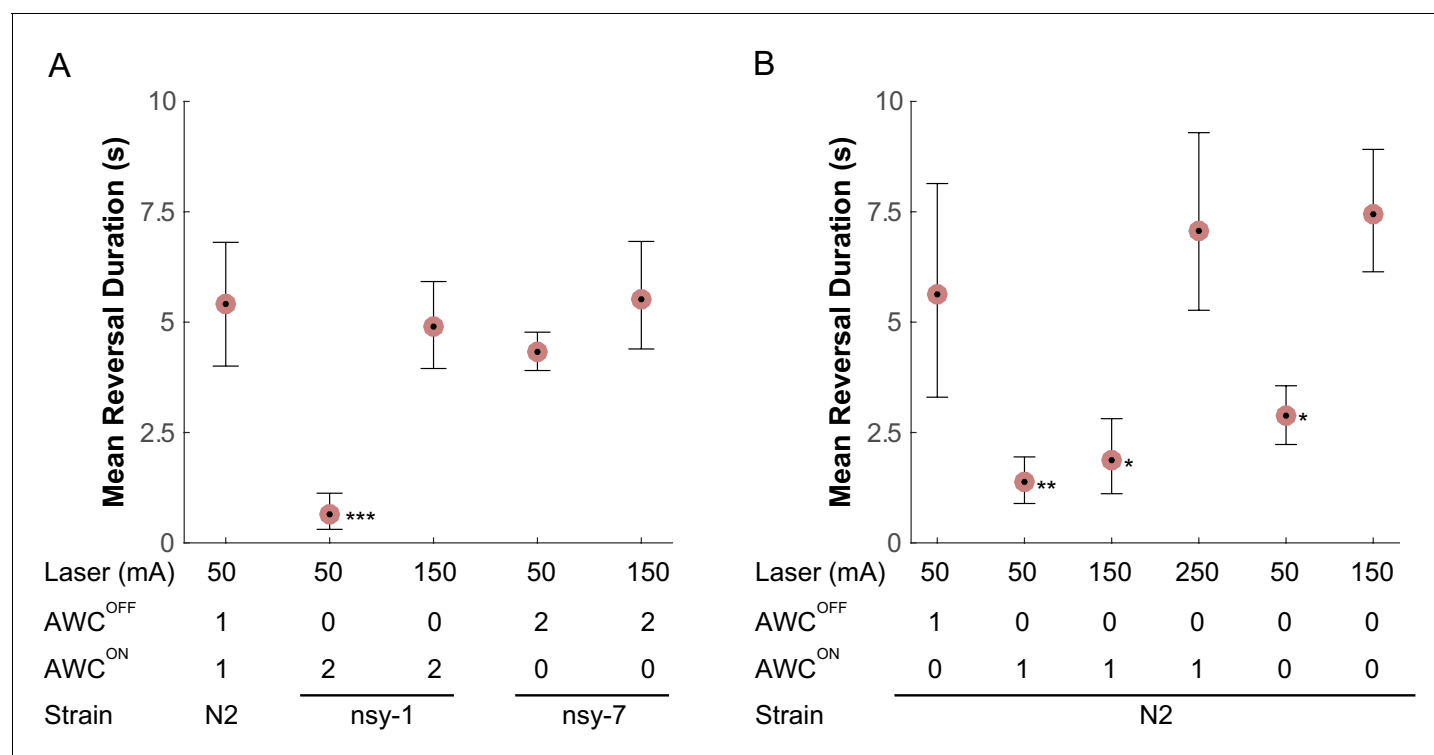 A
Mean Reversal Duration (s)
10
7.5
5
2.5
0
***
Laser (mA) 50 50 150 50 150
AWC^OFF 1 0 0 2 2
AWC^ON 1 2 2 0 0
Strain N2 nsy-1 nsy-7
B
Mean Reversal Duration (s)
10
7.5
5
2.5
0
**
*
*
Laser (mA) 50 50 150 250 50 150
AWC^OFF 1 0 0 0 0 0
AWC^ON 0 1 1 1 0 0
Strain N2